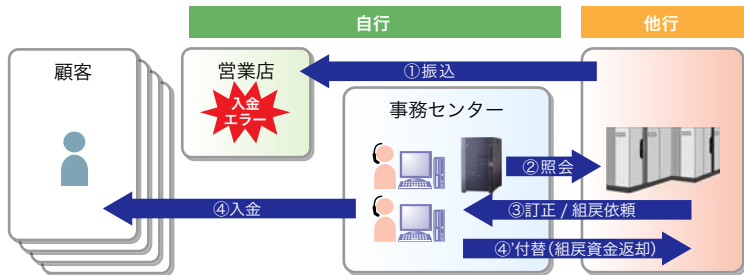 自行
他行
顧客
営業店
入金
エラー
①振込
事務センター
②照会
③訂正 / 組戻依頼
④入金
④'付替(組戻資金返却)